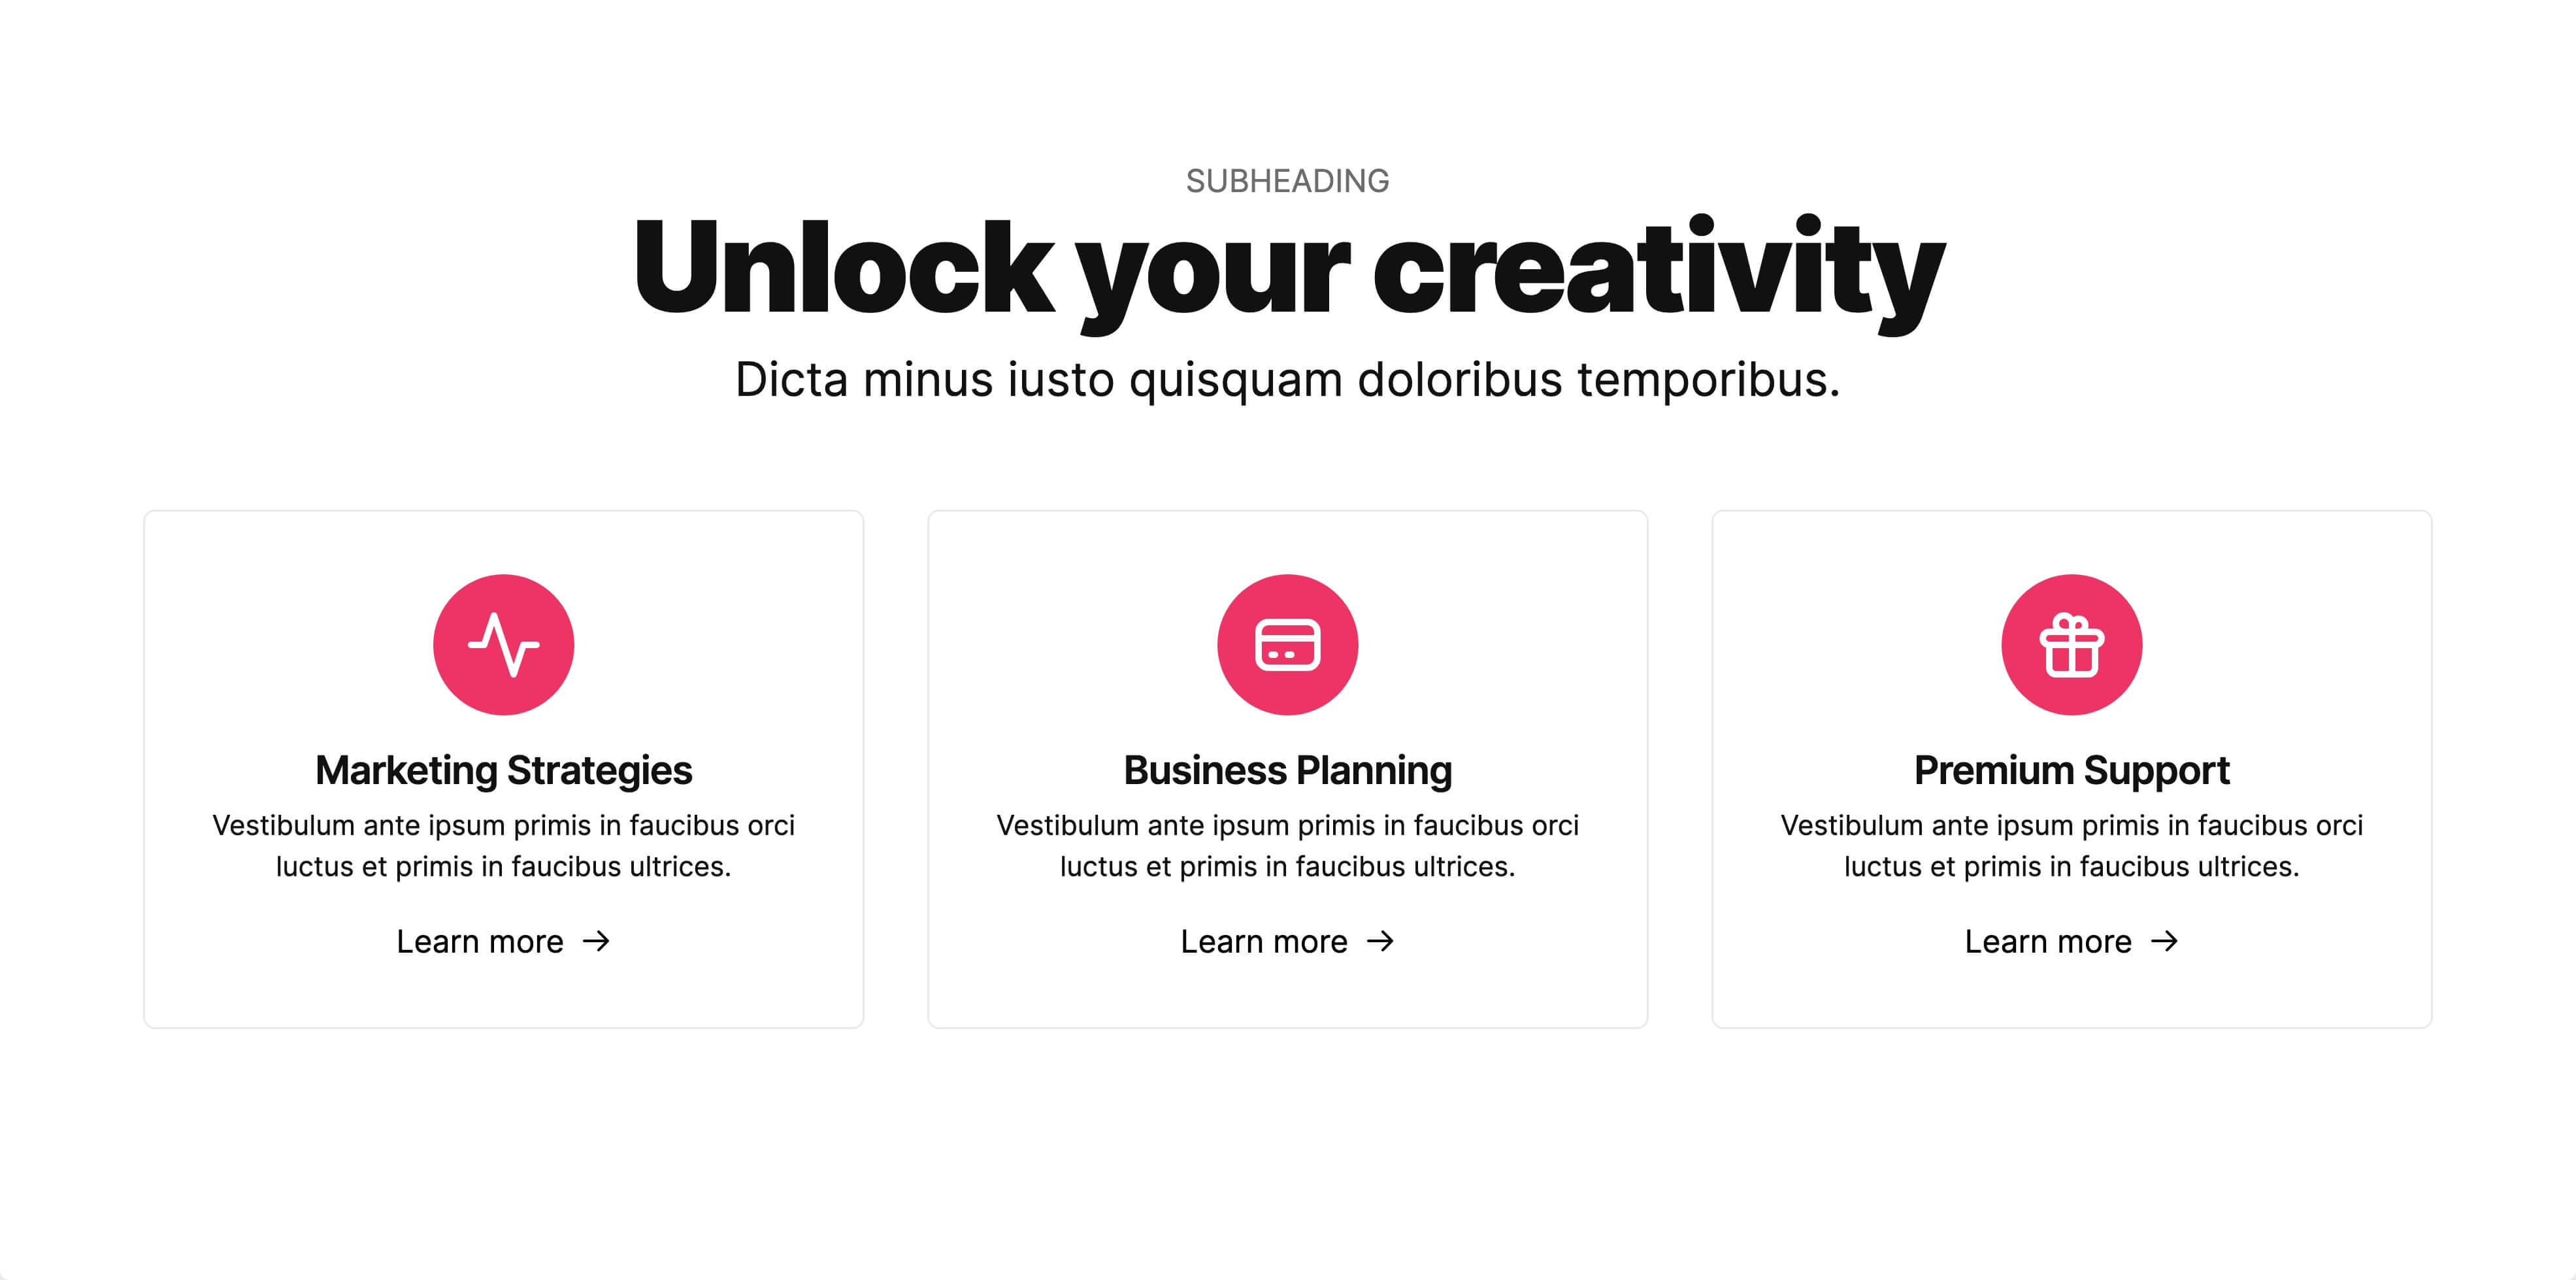 SUBHEADING
Unlock your creativity
Dicta minus iusto quisquam doloribus temporibus.
Marketing Strategies
Vestibulum ante ipsum primis in faucibus orci
luctus et primis in faucibus ultrices.
Learn more →
Business Planning
Vestibulum ante ipsum primis in faucibus orci
luctus et primis in faucibus ultrices.
Learn more →
Premium Support
Vestibulum ante ipsum primis in faucibus orci
luctus et primis in faucibus ultrices.
Learn more →